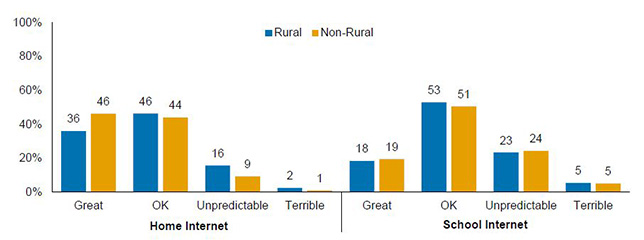 100%
Rural Non-Rural
80%
60%
40%
20%
0%
36 46 46 44 16 9 2 1 18 19 53 51 23 24 5 5
Great OK Unpredictable Terrible Great OK Unpredictable Terrible
Home Internet School Internet